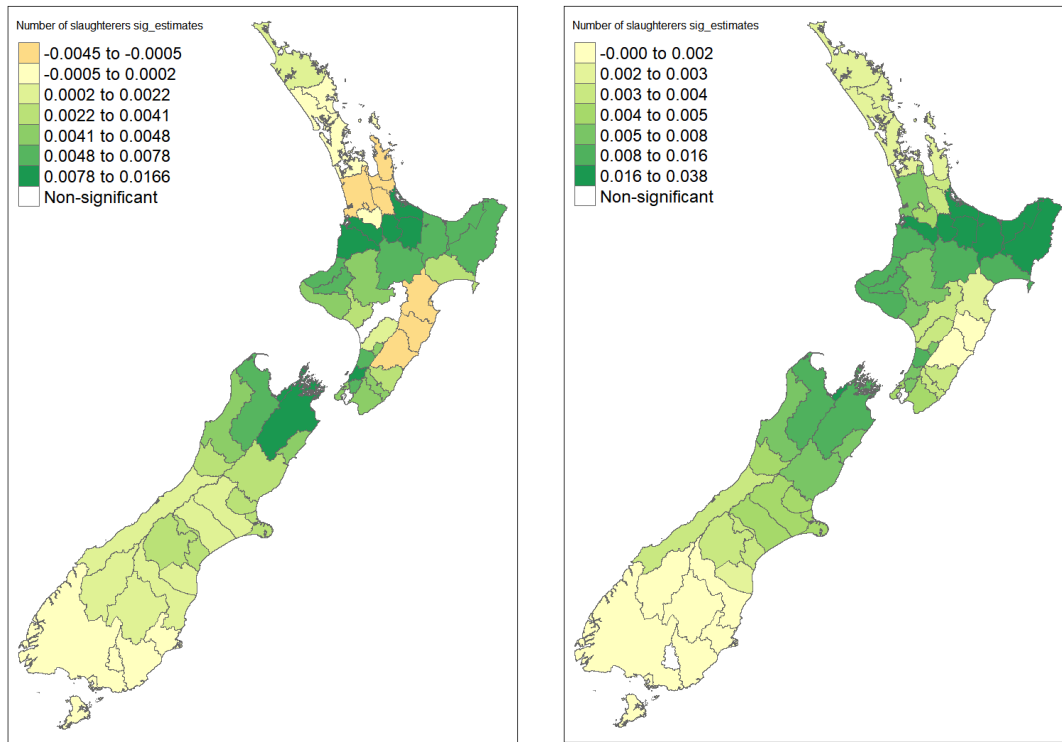 Number of slaughterers sig_estimates
-0.0045 to -0.0005
-0.0005 to 0.0002
0.0002 to 0.0022
0.0022 to 0.0041
0.0041 to 0.0048
0.0048 to 0.0078
0.0078 to 0.0166
Non-significant
Number of slaughterers sig_estimates
-0.000 to 0.002
0.002 to 0.003
0.003 to 0.004
0.004 to 0.005
0.005 to 0.008
0.008 to 0.016
0.016 to 0.038
Non-significant